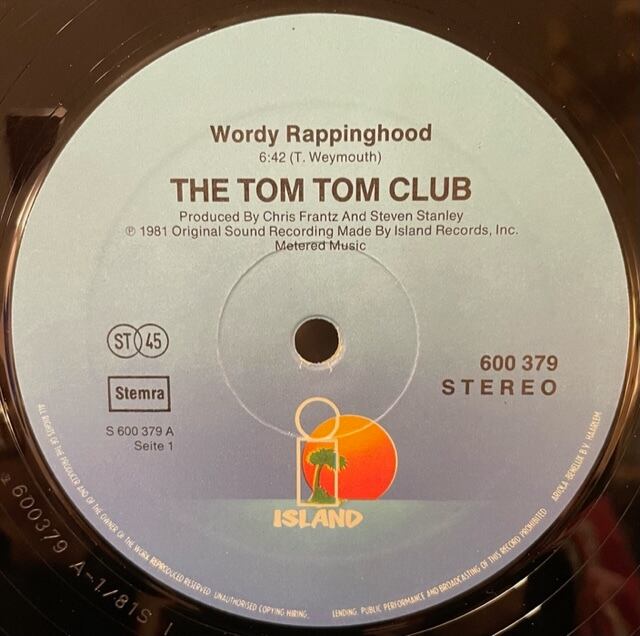 Wordy Rappinghood
6:42 (T. Weymouth)
THE TOM TOM CLUB
Produced By Chris Frantz And Steven Stanley
℗ 1981 Original Sound Recording Made By Island Records, Inc.
Metered Music
ST 45
Stemra
S 600 379 A
Seite 1
600 379
STEREO
ISLAND
ALL RIGHTS OF THE PRODUCER AND OF THE OWNER OF THE WORK REPRODUCED RESERVED UNAUTHORISED COPYING HIRING. LENDING. PUBLIC PERFORMANCE AND BROADCASTING OF THIS RECORD PROHIBITED ARIOLA-BENELUX B.V. HAARLEM
600379 A-1/81S